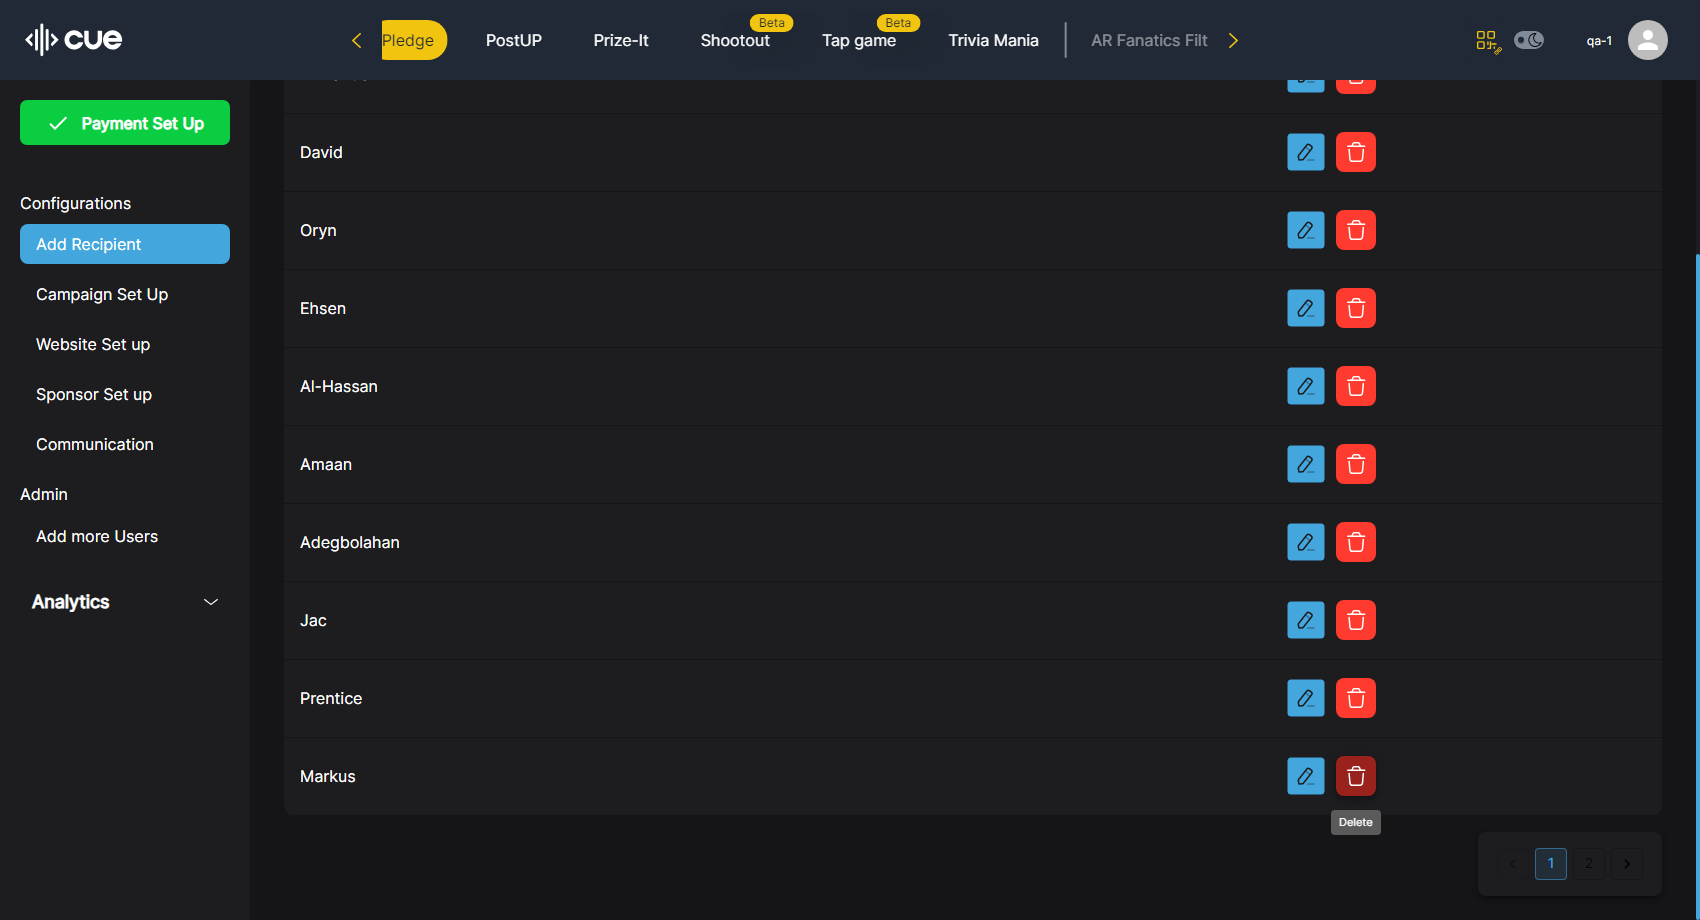 cue
Pledge
PostUP
Prize-It
Shootout
Beta
Tap game
Beta
Trivia Mania
AR Fanatics Filt
qa-1
Payment Set Up
Configurations
Add Recipient
Campaign Set Up
Website Set up
Sponsor Set up
Communication
Admin
Add more Users
Analytics
David
Oryn
Ehsen
Al-Hassan
Amaan
Adegbolahan
Jac
Prentice
Markus
Delete
1
2